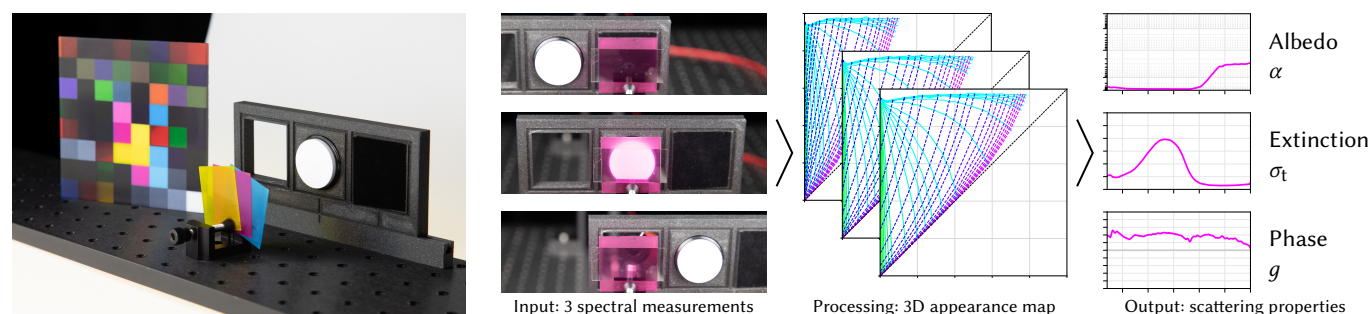 Albedo
α
Extinction
σt
Phase
g
Input: 3 spectral measurements
Processing: 3D appearance map
Output: scattering properties